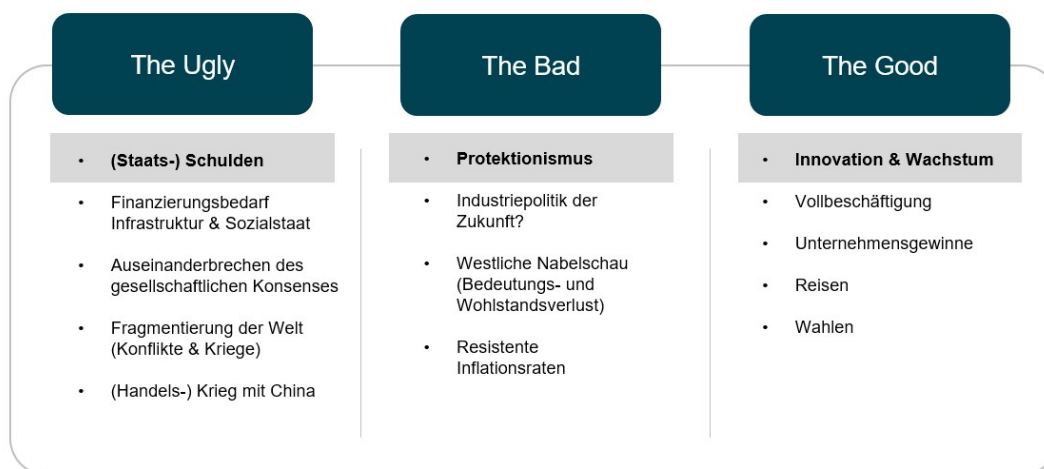 The Ugly
(Staats-) Schulden
Finanzierungsbedarf
Infrastruktur & Sozialstaat
Auseinanderbrechen des
gesellschaftlichen Konsenses
Fragmentierung der Welt
(Konflikte & Kriege)
(Handels-) Krieg mit China
The Bad
Protektionismus
Industriepolitik der
Zukunft?
Westliche Nabelschau
(Bedeutungs- und
Wohlstandsverlust)
Resistente
Inflationsraten
The Good
Innovation & Wachstum
Vollbeschäftigung
Unternehmensgewinne
Reisen
Wahlen